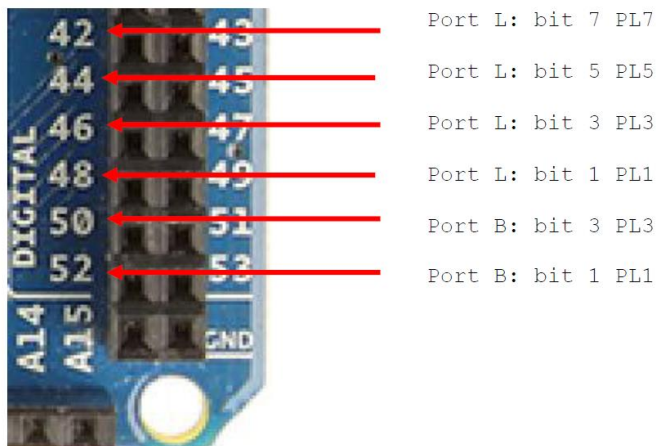 42 43 Port L: bit 7 PL7
44 45 Port L: bit 5 PL5
46 47 Port L: bit 3 PL3
48 49 Port L: bit 1 PL1
50 51 Port B: bit 3 PL3
52 53 Port B: bit 1 PL1
DIGITAL
A14
A15
GND